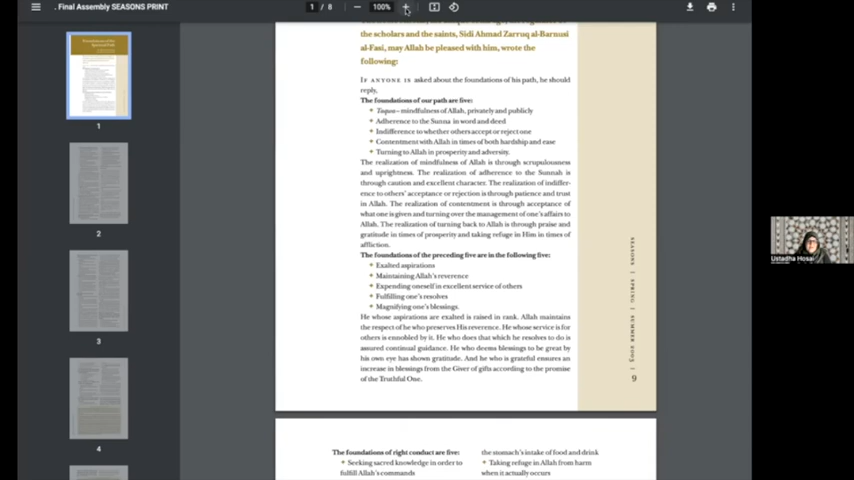 . Final Assembly SEASONS PRINT
1 / 8
100%
the scholars and the saints, Sidi Ahmad Zarruq al-Barnusi
al-Fasi, may Allah be pleased with him, wrote the
following:
IF ANYONE IS asked about the foundations of his path, he should
reply,
The foundations of our path are five:
Taqwa—mindfulness of Allah, privately and publicly
Adherence to the Sunna in word and deed
Indifference to whether others accept or reject one
Contentment with Allah in times of both hardship and ease
Turning to Allah in prosperity and adversity.
The realization of mindfulness of Allah is through scrupulousness
and uprightness. The realization of adherence to the Sunnah is
through caution and excellent character. The realization of indiffer-
ence to others' acceptance or rejection is through patience and trust
in Allah. The realization of contentment is through acceptance of
what one is given and turning over the management of one's affairs to
Allah. The realization of turning back to Allah is through praise and
gratitude in times of prosperity and taking refuge in Him in times of
affliction.
The foundations of the preceding five are in the following five:
Exalted aspirations
Maintaining Allah's reverence
Expending oneself in excellent service of others
Fulfilling one's resolves
Magnifying one's blessings.
He whose aspirations are exalted is raised in rank. Allah maintains
the respect of he who preserves His reverence. He whose service is for
others is ennobled by it. He who does that which he resolves to do is
assured continual guidance. He who deems blessings to be great by
his own eye has shown gratitude. And he who is grateful ensures an
increase in blessings from the Giver of gifts according to the promise
of the Truthful One.
SEASONS | SPRING | SUMMER 2005 |
9
The foundations of right conduct are five:
Seeking sacred knowledge in order to
fulfill Allah's commands
the stomach's intake of food and drink
Taking refuge in Allah from harm
when it actually occurs
1
2
3
4
Ustadha Hosai